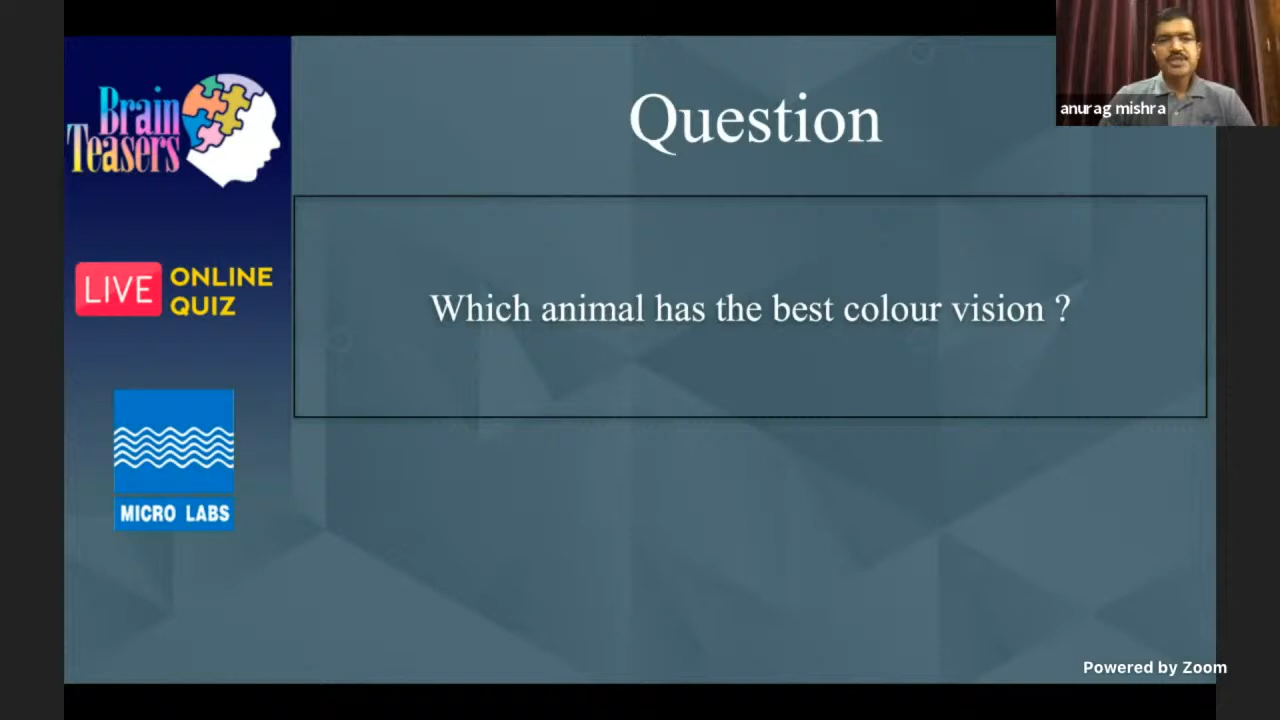 Brain
Teasers
LIVE ONLINE
QUIZ
MICRO LABS
Question
Which animal has the best colour vision ?
anurag mishra
Powered by Zoom